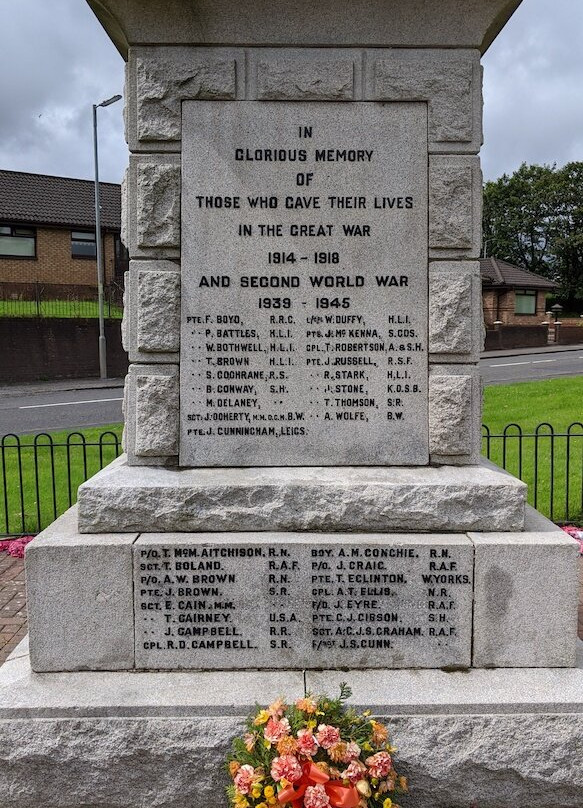 IN
GLORIOUS MEMORY
OF
THOSE WHO GAVE THEIR LIVES
IN THE GREAT WAR
1914 - 1918
AND SECOND WORLD WAR
1939 - 1945
PTE. F. BOYD, R.R.C. L/CPL W. DUFFY, H.L.I.
·· P. BATTLES, H.L.I. PTE. J. McKENNA, S.COS.
·· W. BOTHWELL, H.L.I. CPL. T. ROBERTSON, A.&S.H.
·· T. BROWN H.L.I. PTE. J. RUSSELL, R.S.F.
·· S. COCHRANE, R.S. ·· R. STARK, H.L.I.
·· B. CONWAY, S.H. ·· STONE, K.O.S.B.
·· M. DELANEY, ·· ·· T. THOMSON, S.R.
SGT. J. DOHERTY, M.M. D.C.M. B.W. ·· A. WOLFE, B.W.
PTE. J. CUNNINGHAM, LEICS.
P/O. T. McM. AITCHISON, R.N. BOY. A.M. CONCHIE, R.N.
SGT. T. BOLAND. R.A.F. P/O. J. CRAIG. R.A.F.
P/O. A.W. BROWN R.N. PTE. T. ECLINTON, W.YORKS.
PTE. J. BROWN. S.R. CPL. A.T. ELLIS. N.R.
SGT. E. CAIN. M.M. ·· F/O. J. EYRE. R.A.F.
·· T. GAIRNEY. U.S.A. PTE. C.J. GIBSON, S.H.
·· J. CAMPBELL. R.R. SGT. A.C.J.S. GRAHAM. R.A.F.
CPL. R.D. CAMPBELL. S.R. J.S. GUNN. ··